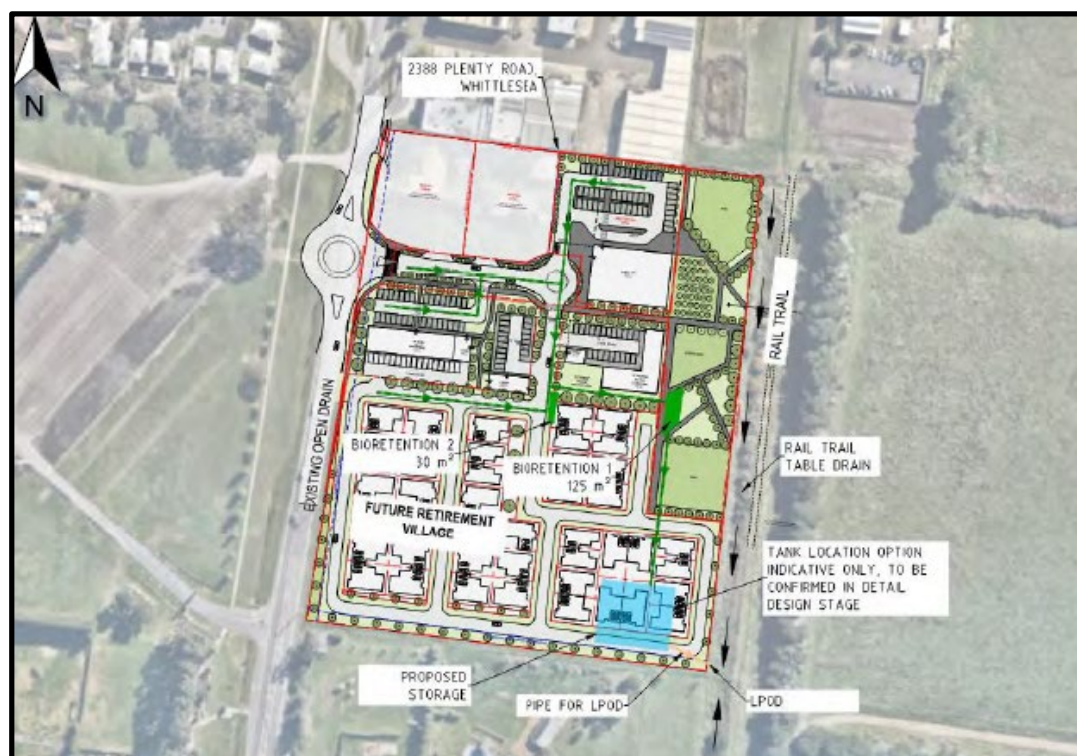 N
2388 PLENTY ROAD,
WHITTLESEA
RAIL TRAIL
EXISTING OPEN DRAIN
BIORETENTION 2
30 m²
BIORETENTION 1
125 m²
RAIL TRAIL
TABLE DRAIN
FUTURE RETIREMENT
VILLAGE
TANK LOCATION OPTION
INDICATIVE ONLY, TO BE
CONFIRMED IN DETAIL
DESIGN STAGE
PROPOSED
STORAGE
PIPE FOR LPOD
LPOD